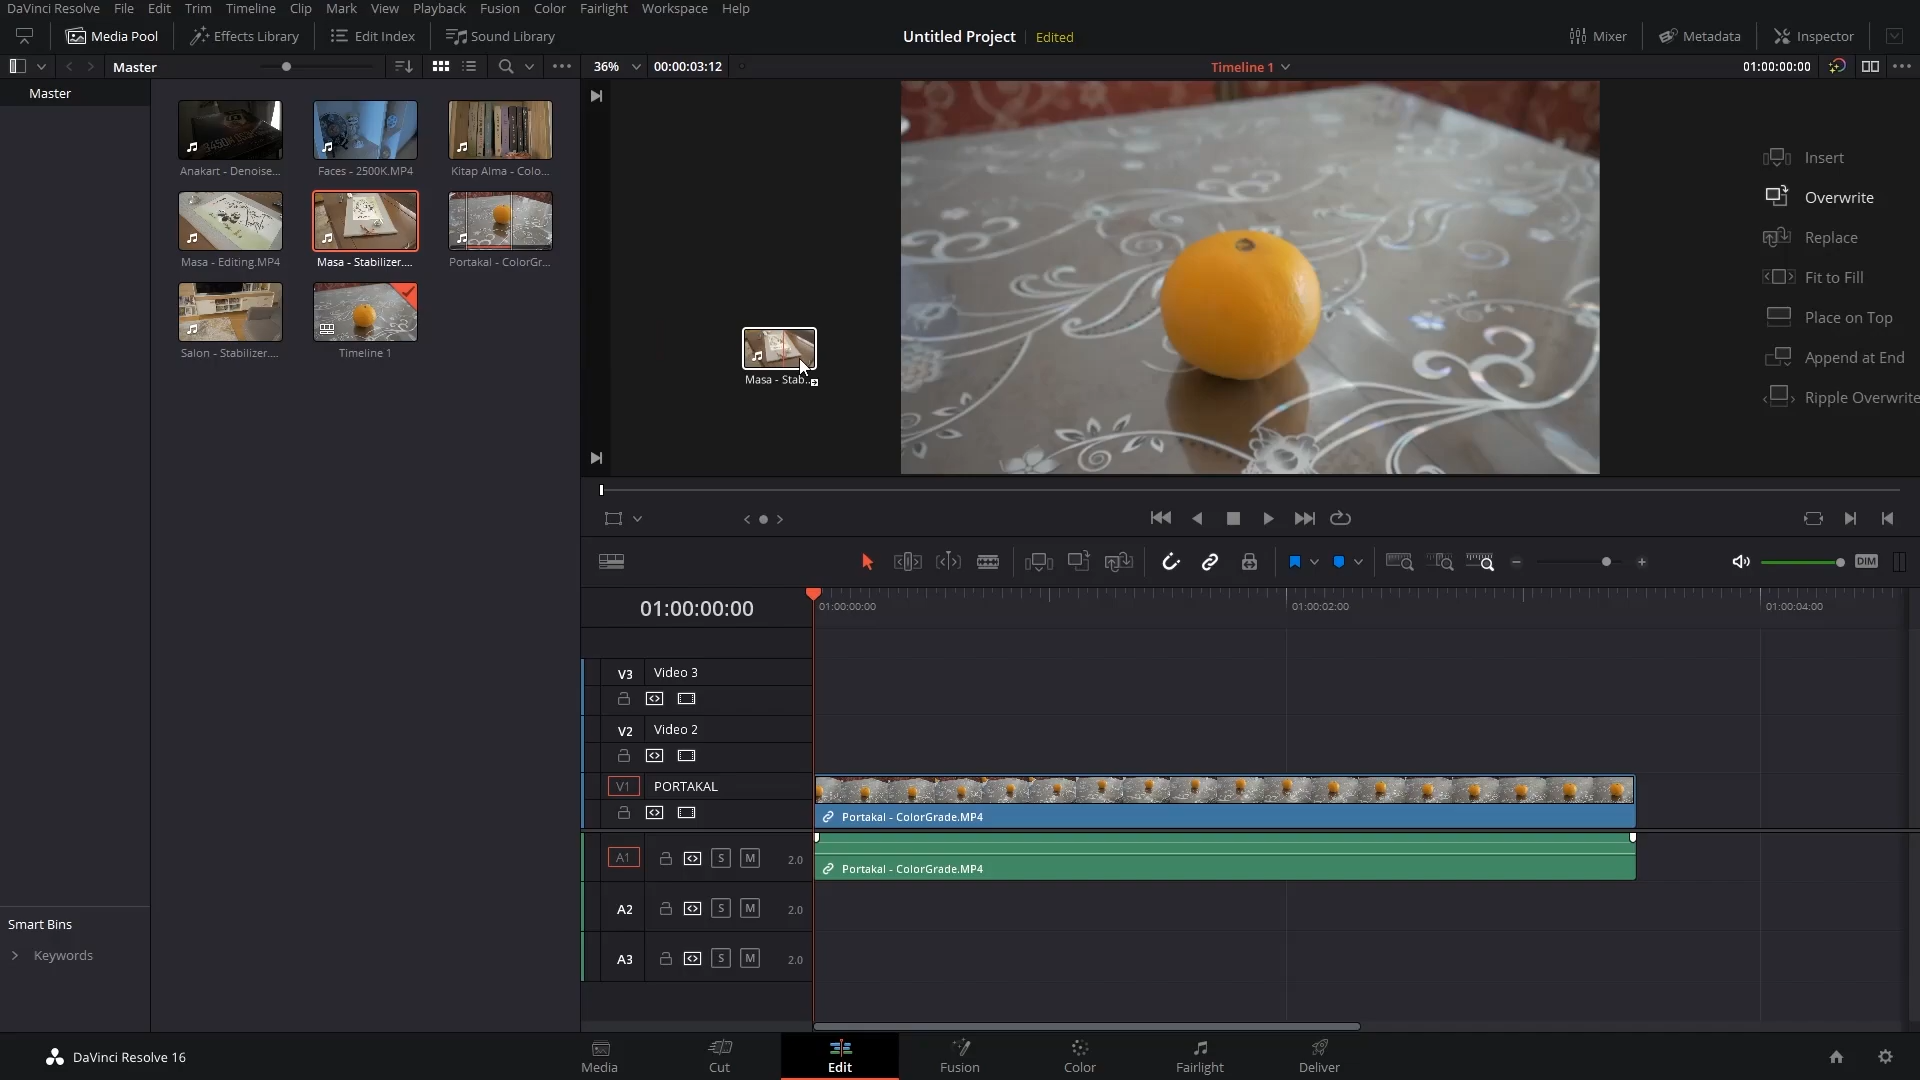 DaVinci Resolve File Edit Trim Timeline Clip Mark View Playback Fusion Color Fairlight Workspace Help
Media Pool Effects Library Edit Index Sound Library Untitled Project Edited Mixer Metadata Inspector
Master 36% 00:00:03:12 Timeline 1 01:00:00:00
Master
Anakart - Denoise... Faces - 2500K.MP4 Kitap Alma - Colo...
Masa - Editing.MP4 Masa - Stabilizer.... Portakal - ColorGr...
Salon - Stabilizer.... Timeline 1
Masa - Stab...
Insert
Overwrite
Replace
Fit to Fill
Place on Top
Append at End
Ripple Overwrite
DIM
01:00:00:00 01:00:00:00 01:00:02:00 01:00:04:00
V3 Video 3
V2 Video 2
V1 PORTAKAL
Portakal - ColorGrade.MP4
A1 S M 2.0
Portakal - ColorGrade.MP4
A2 S M 2.0
A3 S M 2.0
Smart Bins
Keywords
DaVinci Resolve 16 Media Cut Edit Fusion Color Fairlight Deliver